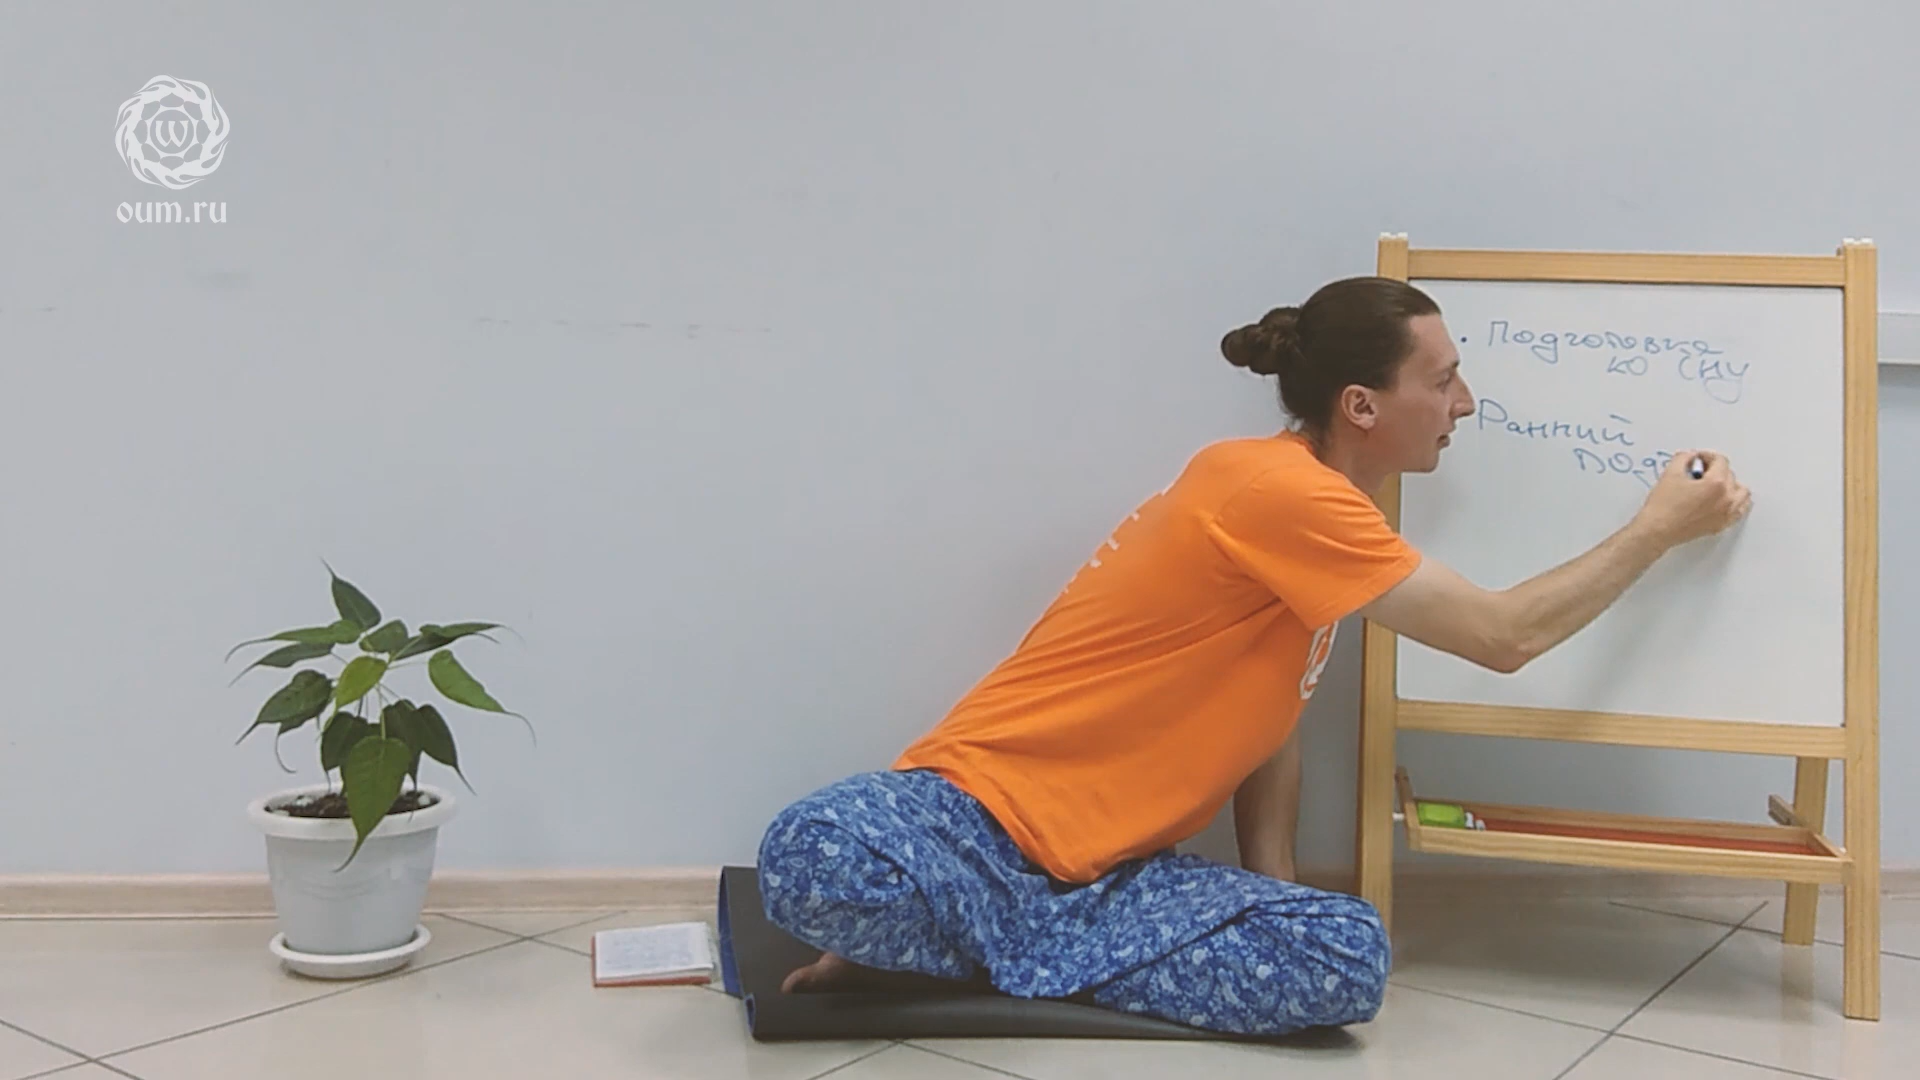 W
oum.ru
· Подготовка
ко сну
Ранний